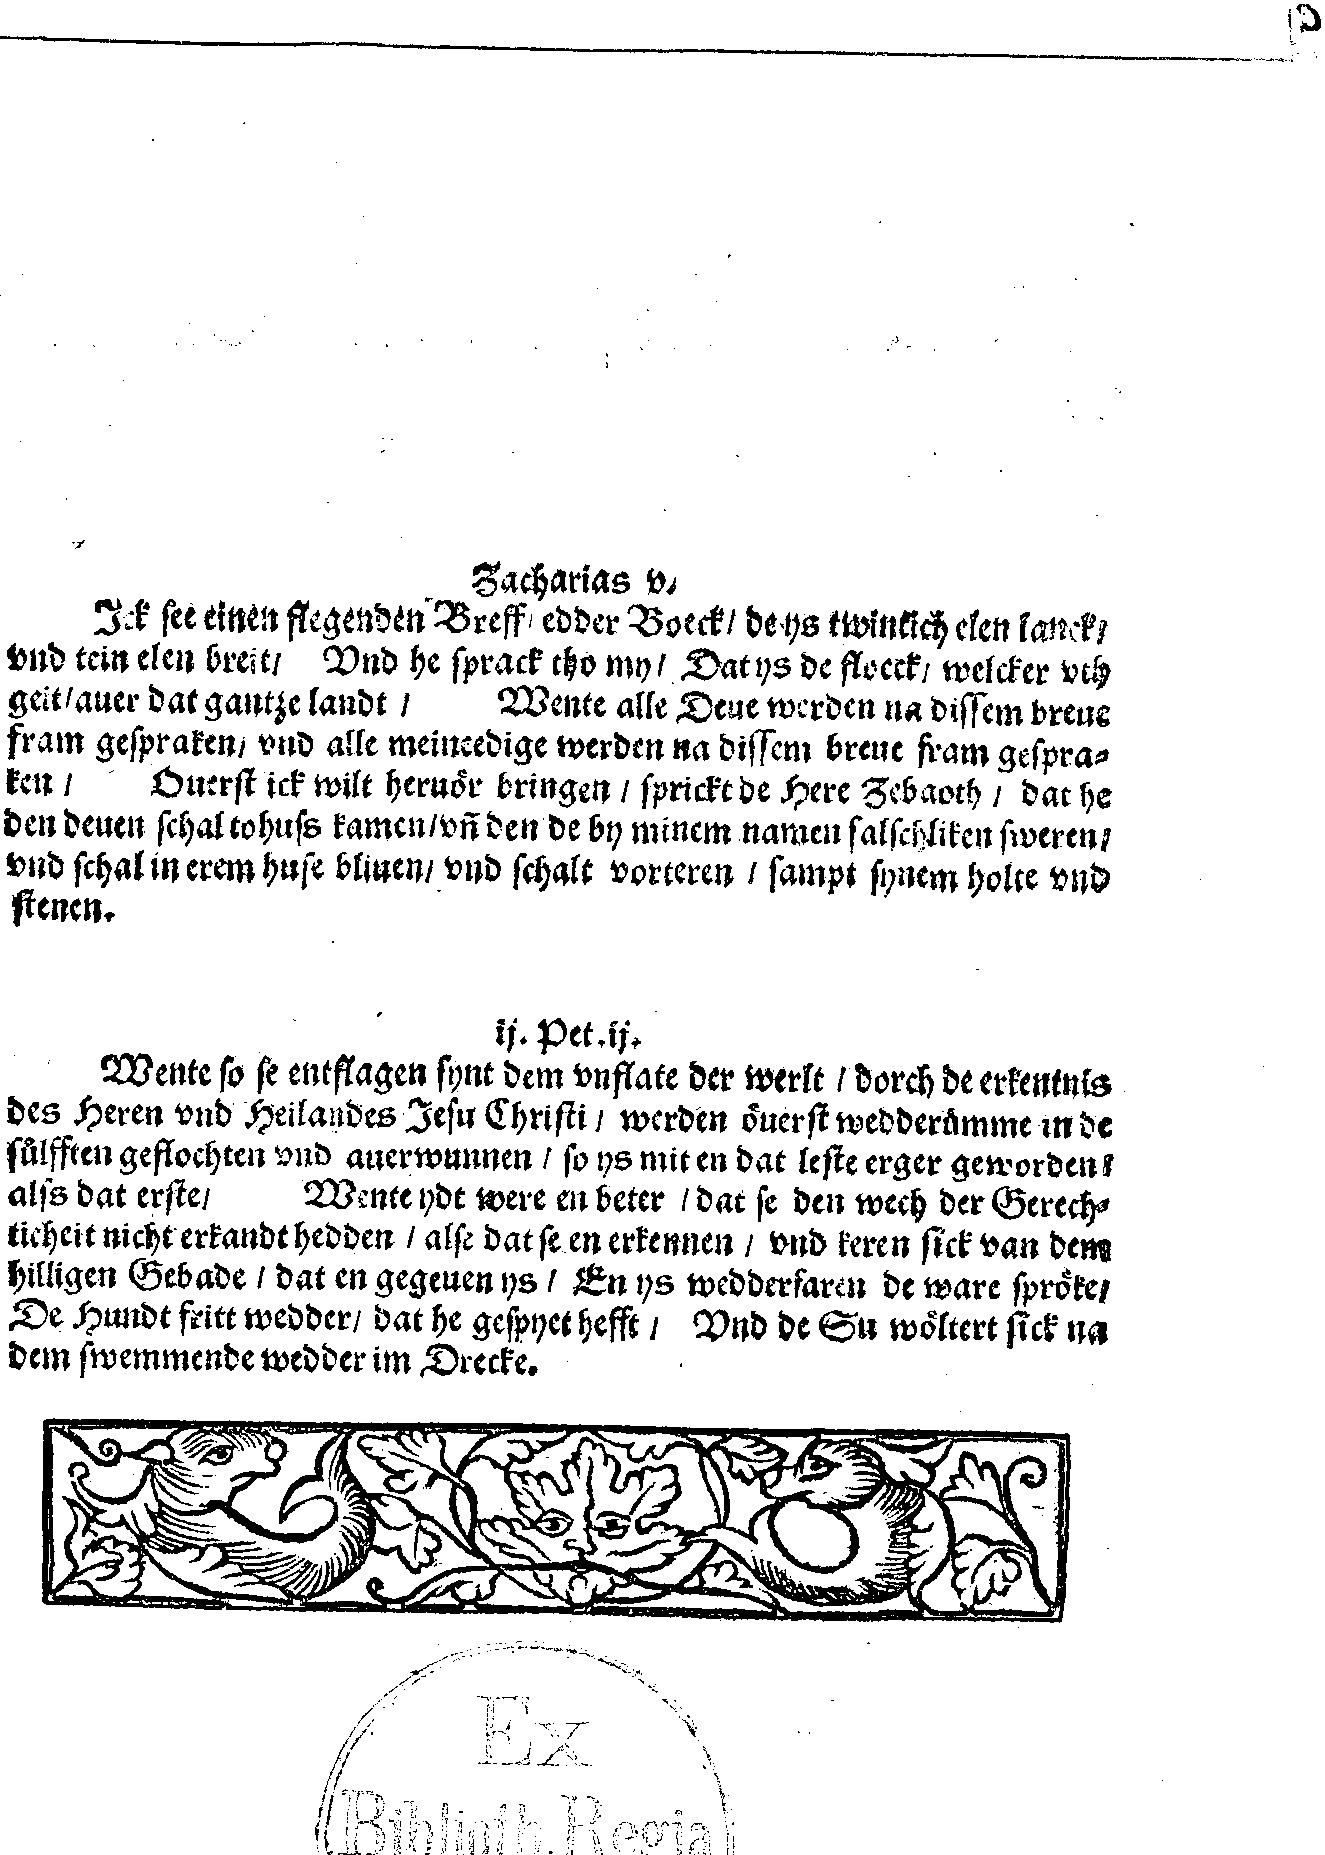 Zacharias v.
Ick see einen flegenden Breff/ edder Boeck/ de ys twintich elen lanck/
vnd tein elen breit/ Vnd he sprack tho my/ Dat ys de floeck/ welcker vth
geit/auer dat gantze landt / Wente alle Deue werden na dissem breue
fram gespraken/ vnd alle meineedige werden na dissem breue fram gespra-
ken / Ouerst ick wilt heruör bringen / sprickt de Here Zebaoth / dat he
den deuen schal tohuss kamen/vñ den de by minem namen falschliken sweren/
vnd schal in erem huse bliuen/ vnd schalt vorteren / sampt synem holte vnd
stenen.
ij. Pet.ij.
Wente so se entflagen synt dem vnflate der werlt / dorch de erkentnis
des Heren vnd Heilandes Jesu Christi / werden öuerst wedderümme in de
sülfften geflochten vnd auerwunnen / so ys mit en dat leste erger geworden/
alss dat erste/ Wente ydt were en beter / dat se den wech der Gerech-
ticheit nicht erkandt hedden / alse dat se en erkennen / vnd keren sick van dem
hilligen Gebade / dat en gegeuen ys / En ys wedderfaren de ware spröke/
De Hundt fritt wedder/ dat he gespyet hefft / Vnd de Su wöltert sick na
dem swemmende wedder im Drecke.
Ex
Biblioth. Regia